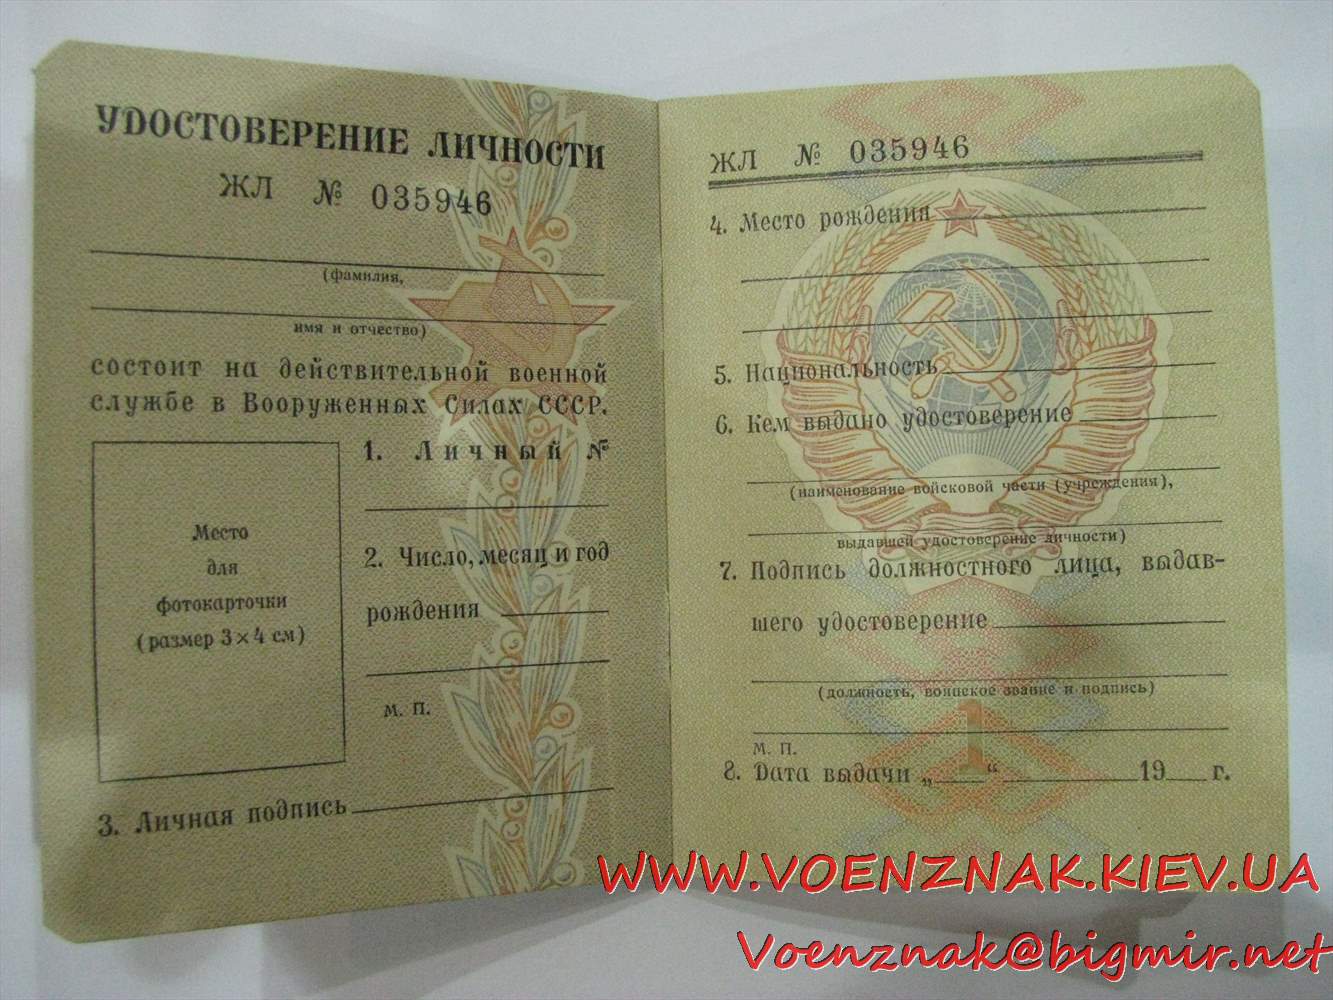 УДОСТОВЕРЕНИЕ ЛИЧНОСТИ
ЖЛ № 035946
(фамилия,
имя и отчество)
состоит на действительной военной
службе в Вооруженных Силах СССР.
Место
для
фотокарточки
(размер 3×4 см)
1. Личный №
2. Число, месяц и год
рождения
М. П.
3. Личная подпись
ЖЛ № 035946
4. Место рождения
5. Национальность
6. Кем выдано удостоверение
(наименование войсковой части (учреждения),
выдавшей удостоверение личности)
7. Подпись должностного лица, выдав-
шего удостоверение
(должность, воинское звание и подпись)
М. П.
8. Дата выдачи „ “ 19 г.
1
WWW.VOENZNAK.KIEV.UA
Voenznak@bigmir.net